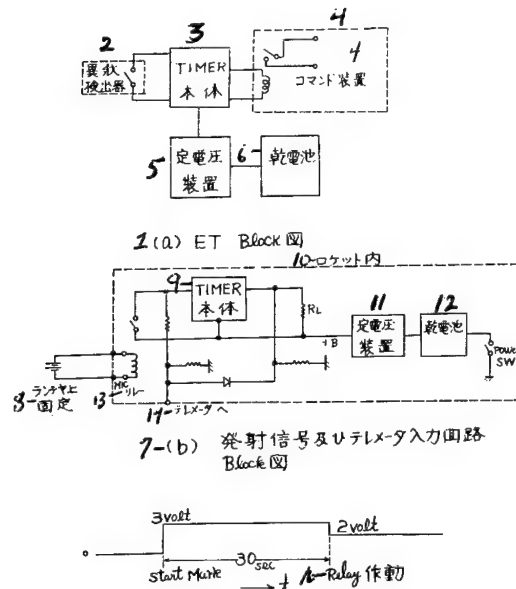 4
2
3
異状
検出器
TIMER
本体
4
コマンド装置
5
定電圧
装置
6-
乾電池
1(a) ET Block図
10-ロケット内
9-
TIMER
本体
RL
+B
11
定電圧
装置
12
乾電池
Power
SW
8-
ランチャ上
固定
MIC
13-リレー
14-テレメータへ
7-(b) 発射信号及びテレメータ入力回路
Block図
3volt
2volt
30sec
start Mark
t
Relay 作動